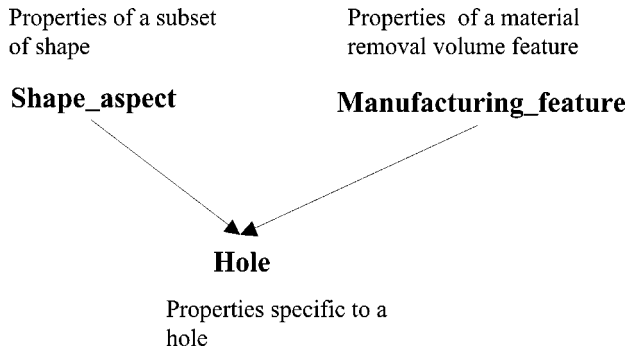 Properties of a subset
of shape
Shape_aspect
Properties of a material
removal volume feature
Manufacturing_feature
Hole
Properties specific to a
hole